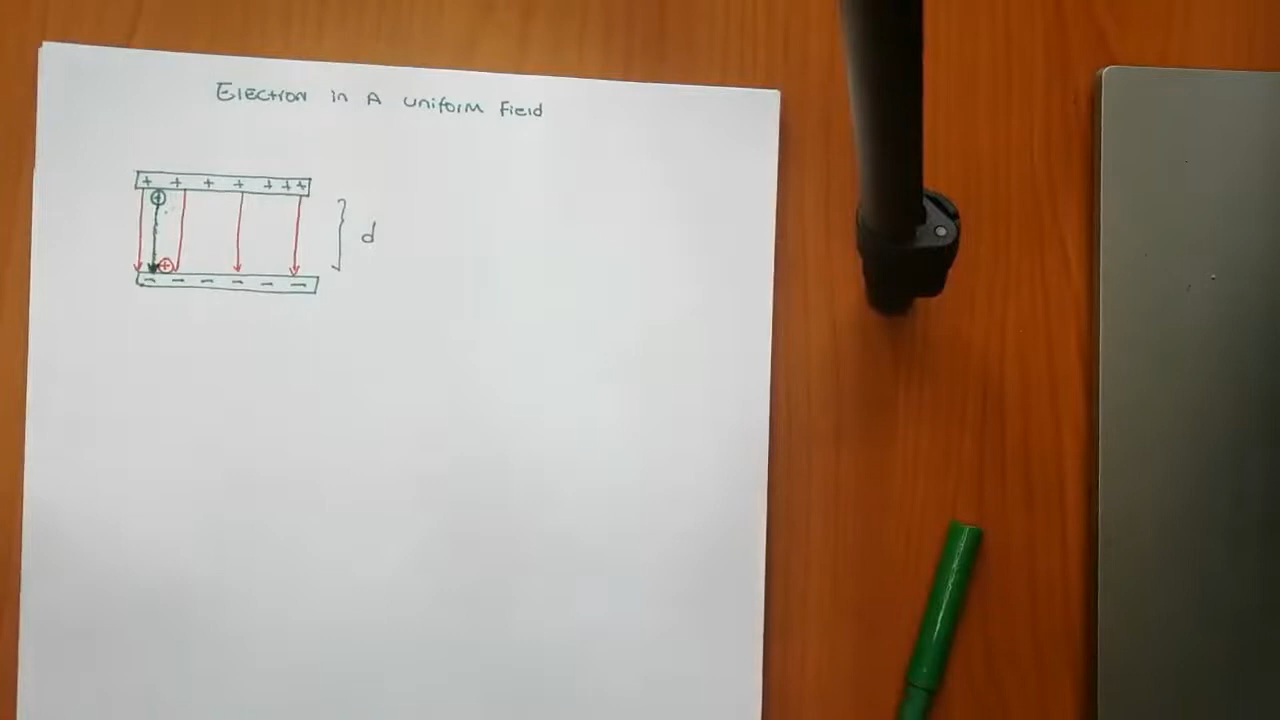 Electron in A uniform Field
+ + + + + + +
+
d
+
- - - - - -